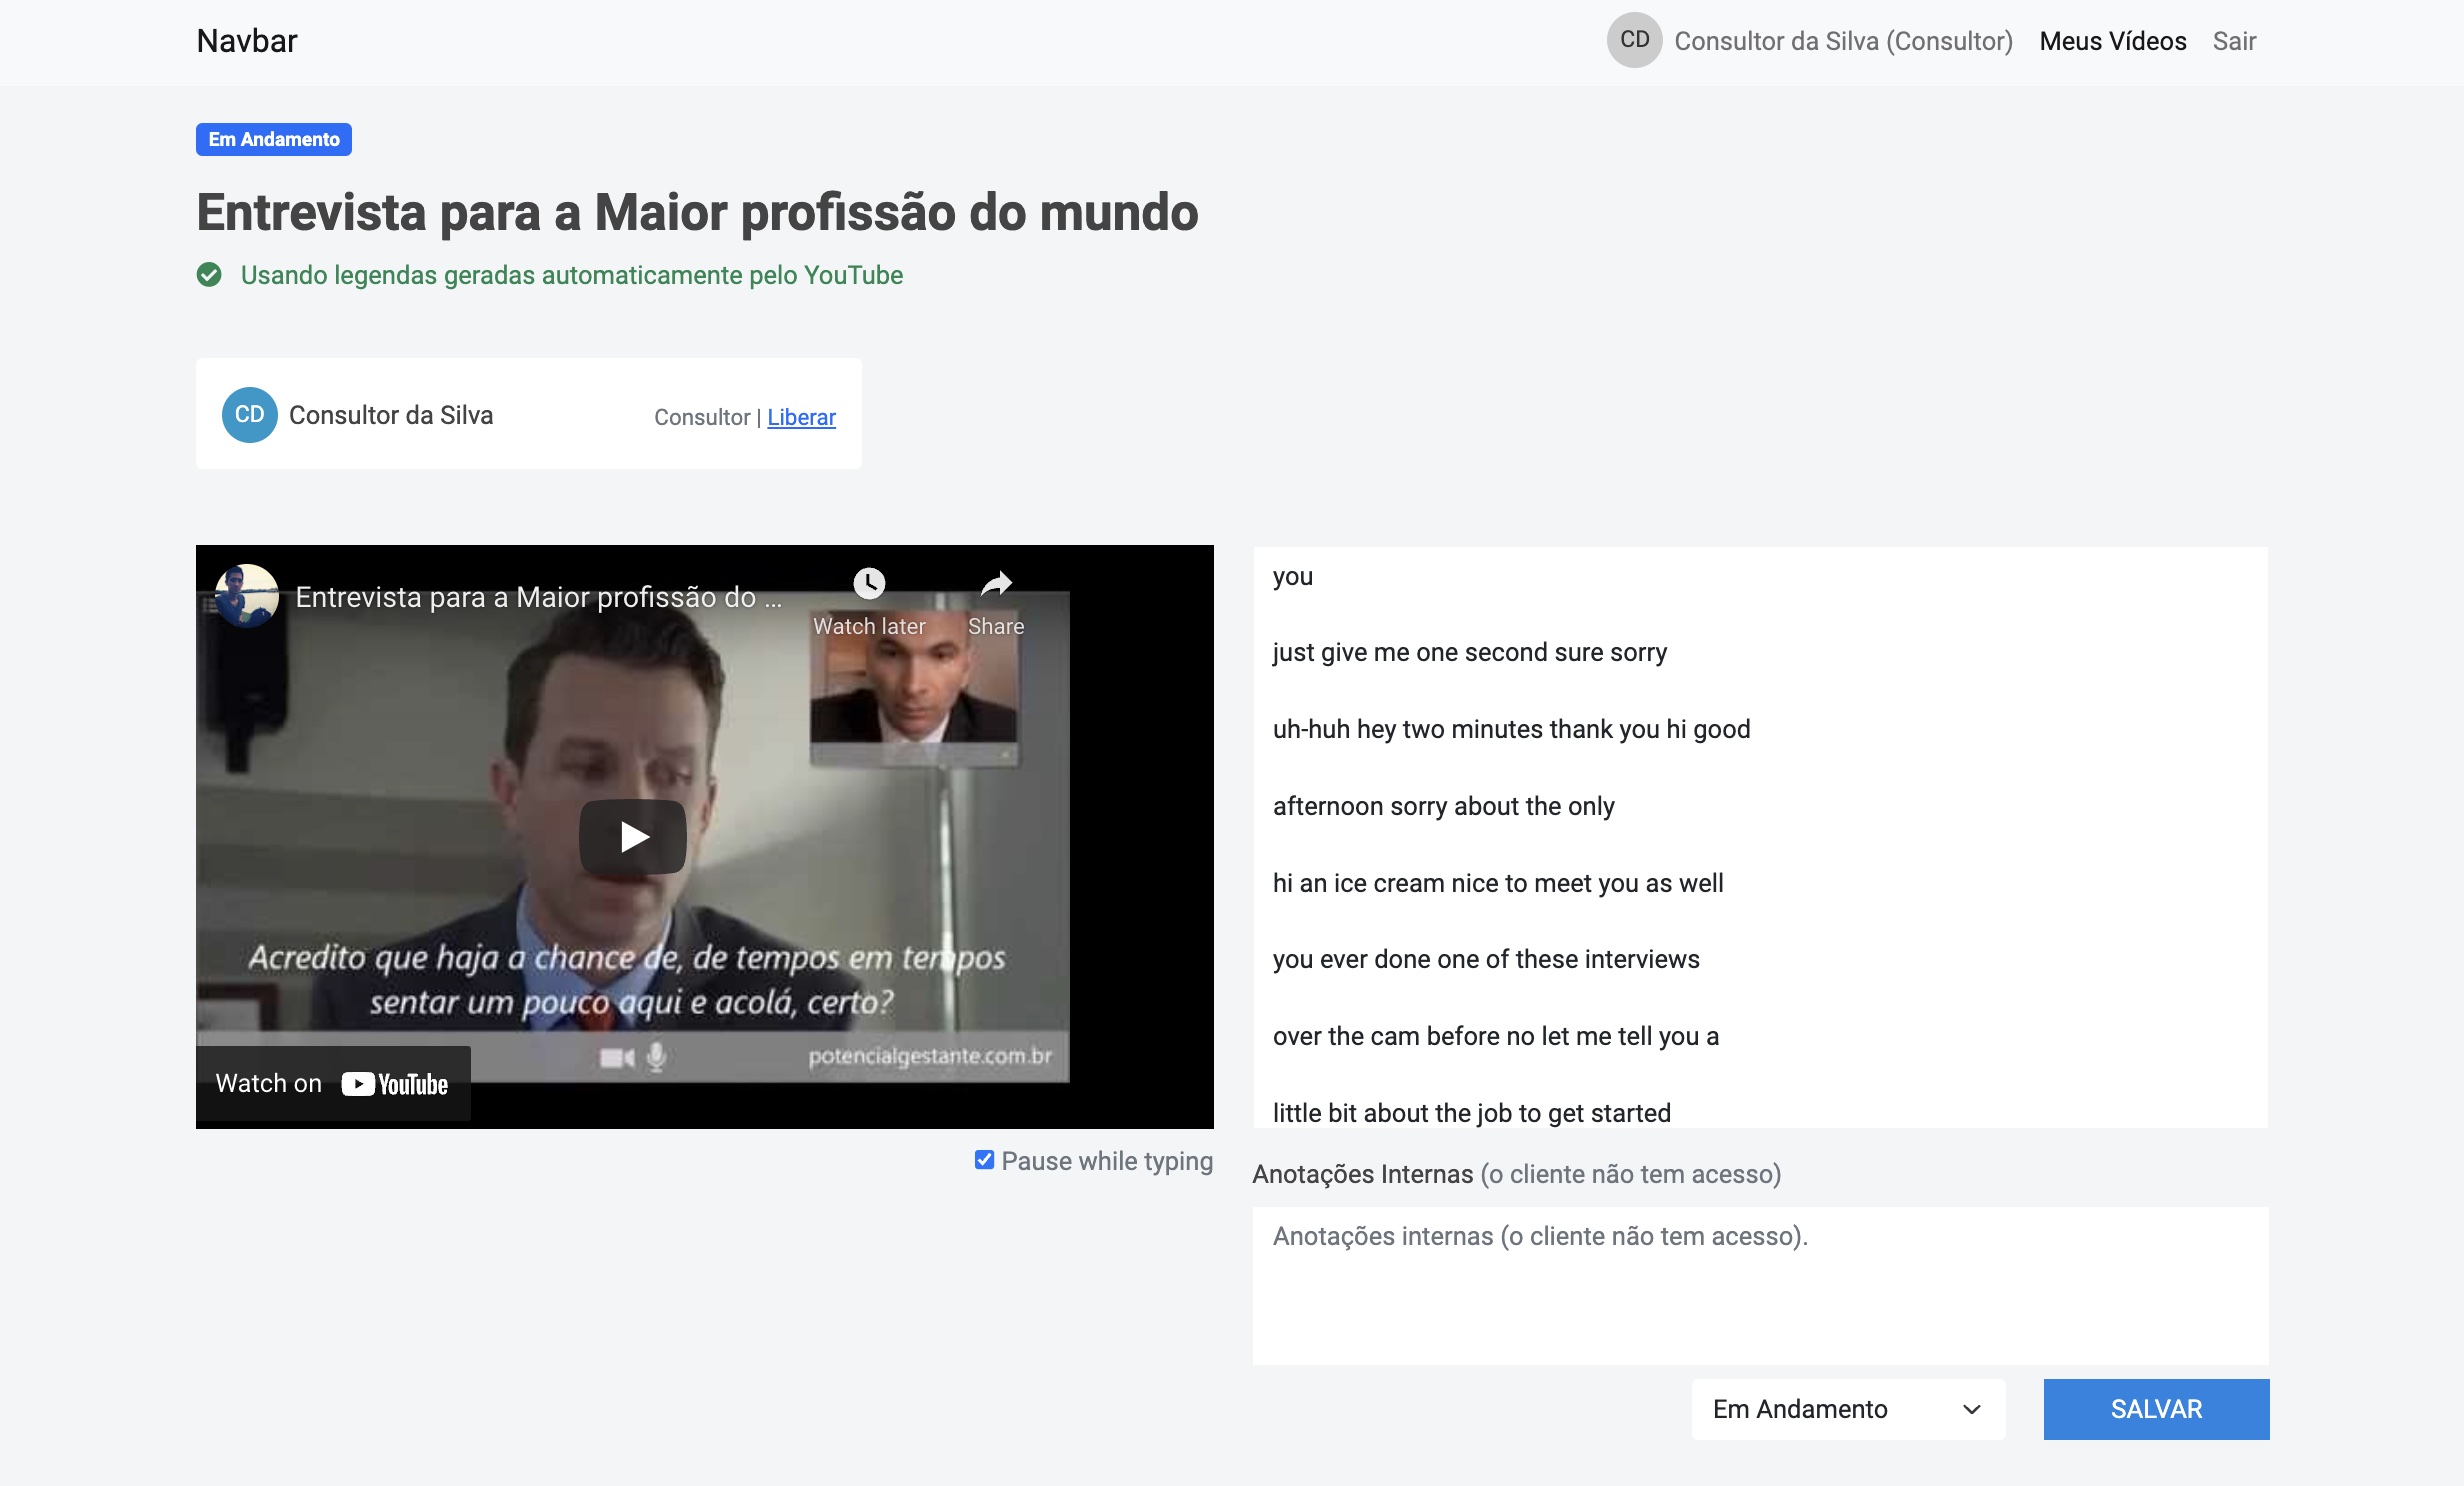 Navbar
CD Consultor da Silva (Consultor) Meus Vídeos Sair
Em Andamento
Entrevista para a Maior profissão do mundo
Usando legendas geradas automaticamente pelo YouTube
CD Consultor da Silva Consultor | Liberar
Entrevista para a Maior profissão do ...
Watch later Share
Acredito que haja a chance de, de tempos em tempos
sentar um pouco aqui e acolá, certo?
potencialgestante.com.br
Watch on YouTube
Pause while typing
you
just give me one second sure sorry
uh-huh hey two minutes thank you hi good
afternoon sorry about the only
hi an ice cream nice to meet you as well
you ever done one of these interviews
over the cam before no let me tell you a
little bit about the job to get started
Anotações Internas (o cliente não tem acesso)
Anotações internas (o cliente não tem acesso).
Em Andamento
SALVAR